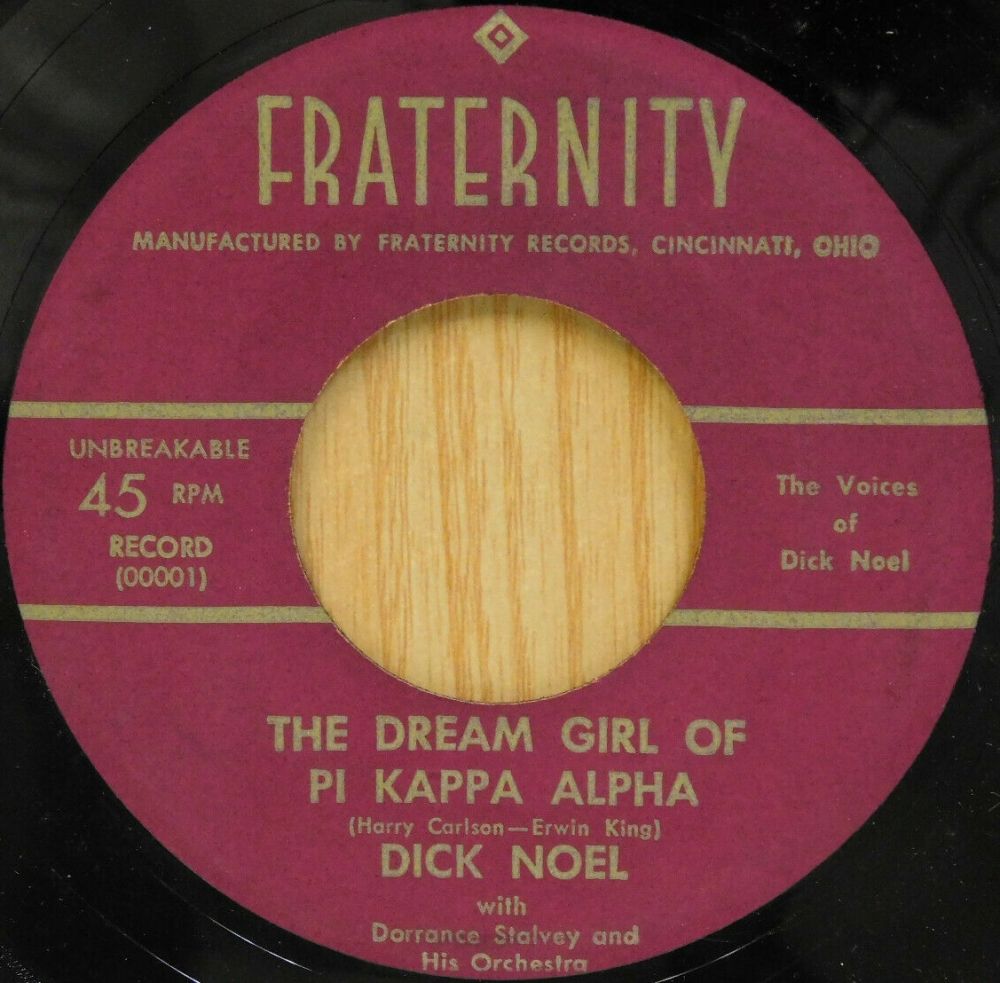 FRATERNITY
MANUFACTURED BY FRATERNITY RECORDS, CINCINNATI, OHIO
UNBREAKABLE
45 RPM
RECORD
(00001)
The Voices
of
Dick Noel
THE DREAM GIRL OF
PI KAPPA ALPHA
(Harry Carlson—Erwin King)
DICK NOEL
with
Dorrance Stalvey and
His Orchestra